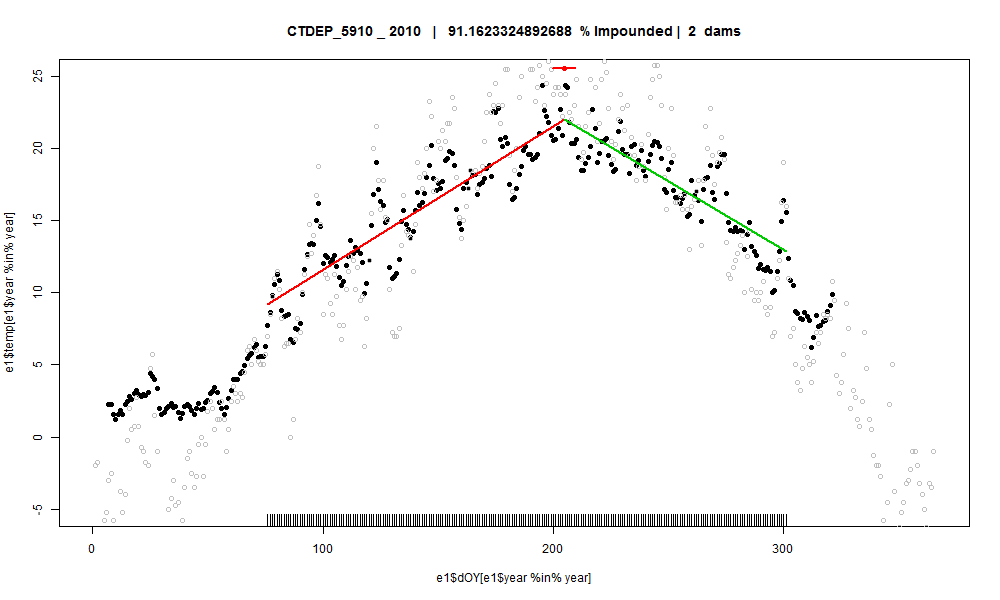 CTDEP_5910 _ 2010 | 91.1623324892688 % Impounded | 2 dams
e1$temp[e1$year %in% year]
25
20
15
10
5
0
-5
0 100 200 300
e1$dOY[e1$year %in% year]